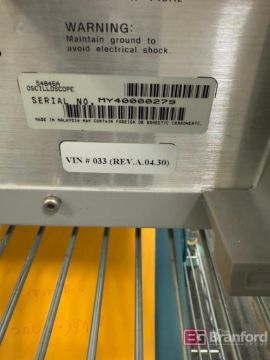 WARNING:
Maintain ground to
avoid electrical shock.
54845A
OSCILLOSCOPE
SERIAL NO. MY40000279
MADE IN MALAYSIA MAY CONTAIN FOREIGN OR DOMESTIC COMPONENTS.
VIN # 033 (REV.A.04.30)
Branford